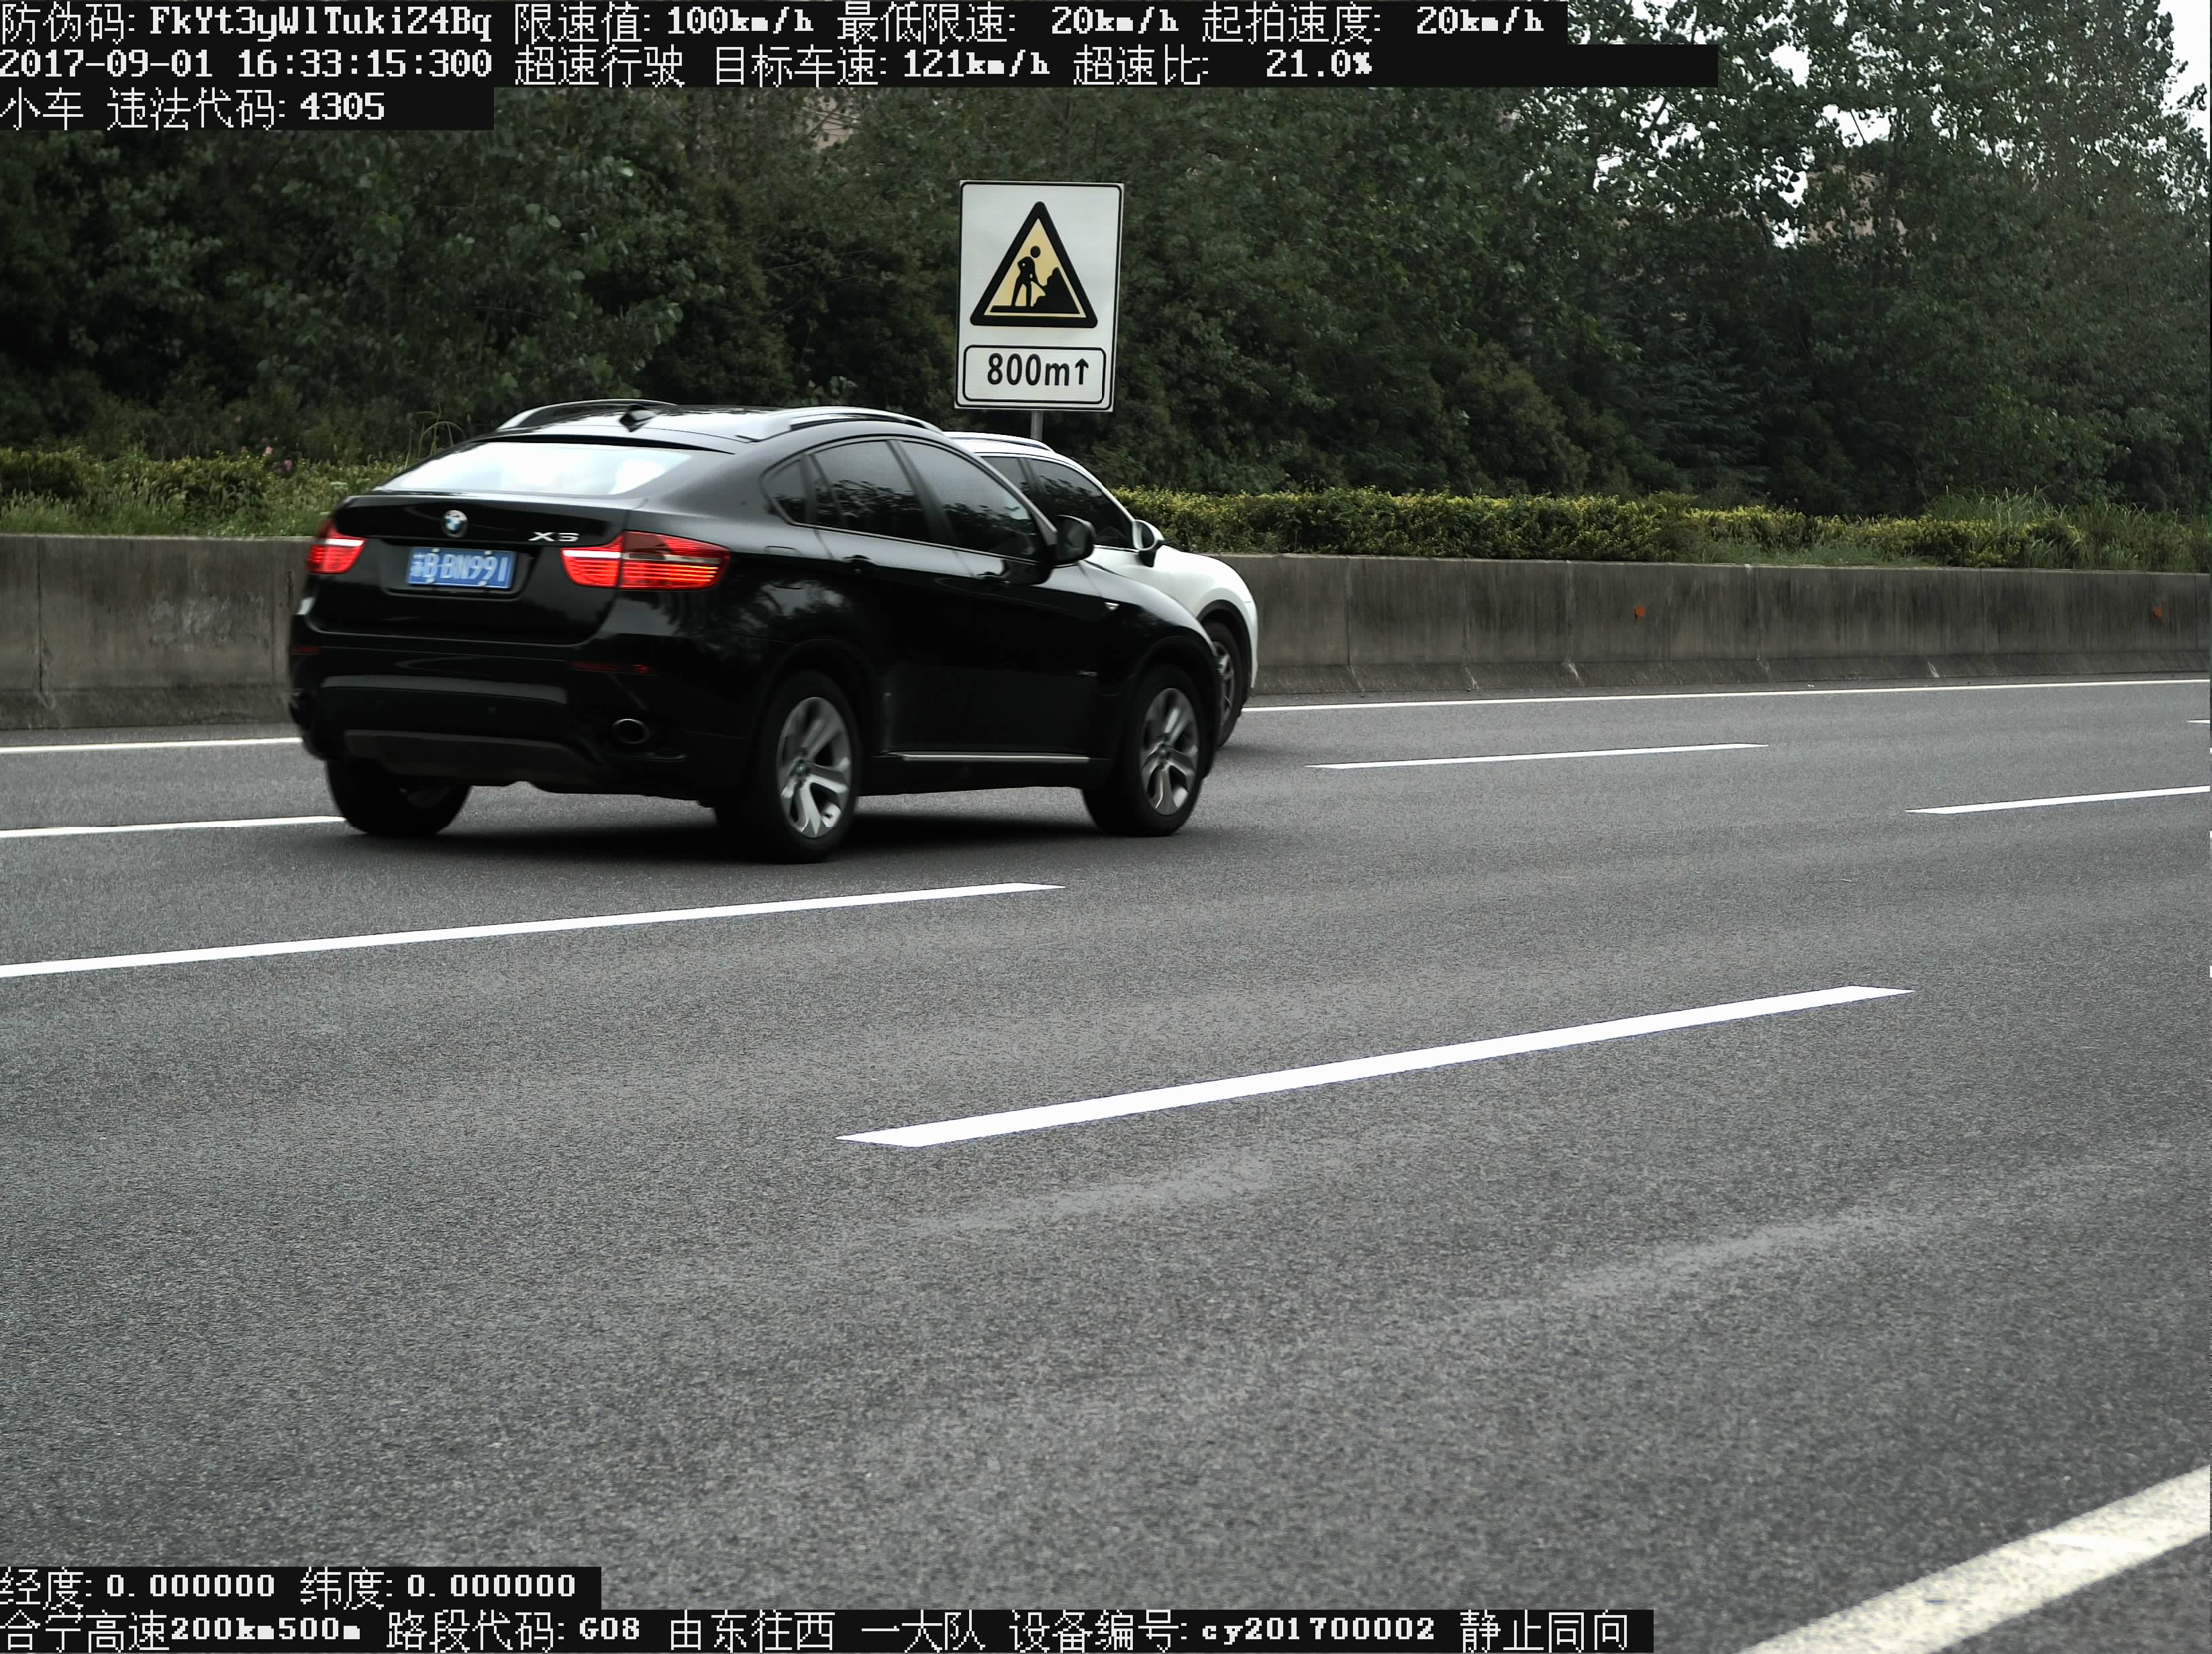 防伪码: FkYt3yWlTukiZ4Bq 限速值: 100km/h 最低限速: 20km/h 起拍速度: 20km/h
2017-09-01 16:33:15:300 超速行驶 目标车速: 121km/h 超速比: 21.0%
小车 违法代码: 4305
800m↑
X6
苏B·BN991
经度: 0.000000 纬度: 0.000000
合宁高速200km500m 路段代码: G08 由东往西 一大队 设备编号: cy201700002 静止同向